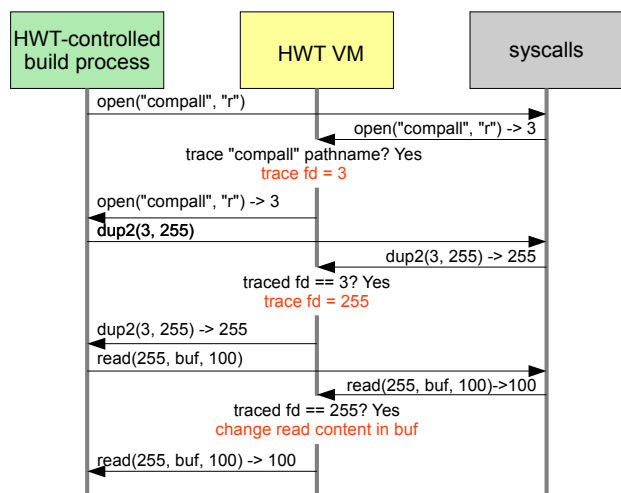 HWT-controlled
build process
HWT VM
syscalls
open("compall", "r")
open("compall", "r") -> 3
trace "compall" pathname? Yes
trace fd = 3
open("compall", "r") -> 3
dup2(3, 255)
dup2(3, 255) -> 255
traced fd == 3? Yes
trace fd = 255
dup2(3, 255) -> 255
read(255, buf, 100)
read(255, buf, 100)->100
traced fd == 255? Yes
change read content in buf
read(255, buf, 100) -> 100